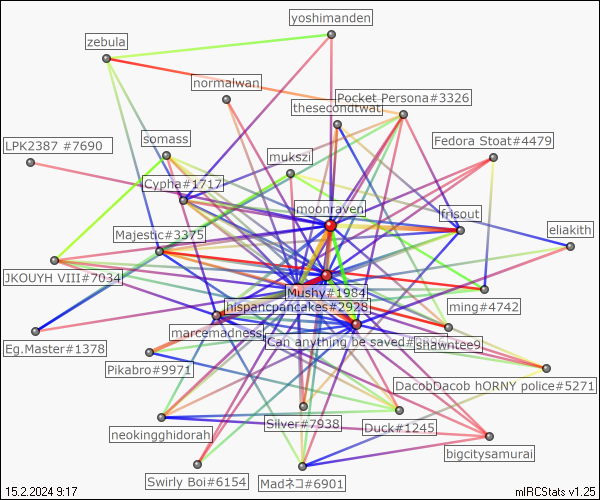 yoshimanden
zebula
normalwan
Pocket Persona#3326
thesecondtwat
Fedora Stoat#4479
somass
LPK2387 #7690
mukszi
Cypha#1717
moonraven
frisout
eliakith
Majestic#3375
JKOUYH VIII#7034
Mushy#1984
hispancpancakes#2928
ming#4742
marcemadness
Can anything be saved#
shawntee9
Eg.Master#1378
Pikabro#9971
DacobDacob hORNY police#5271
Silver#7938
Duck#1245
neokingghidorah
bigcitysamurai
Swirly Boi#6154
Madネコ#6901
15.2.2024 9:17
mIRCStats v1.25